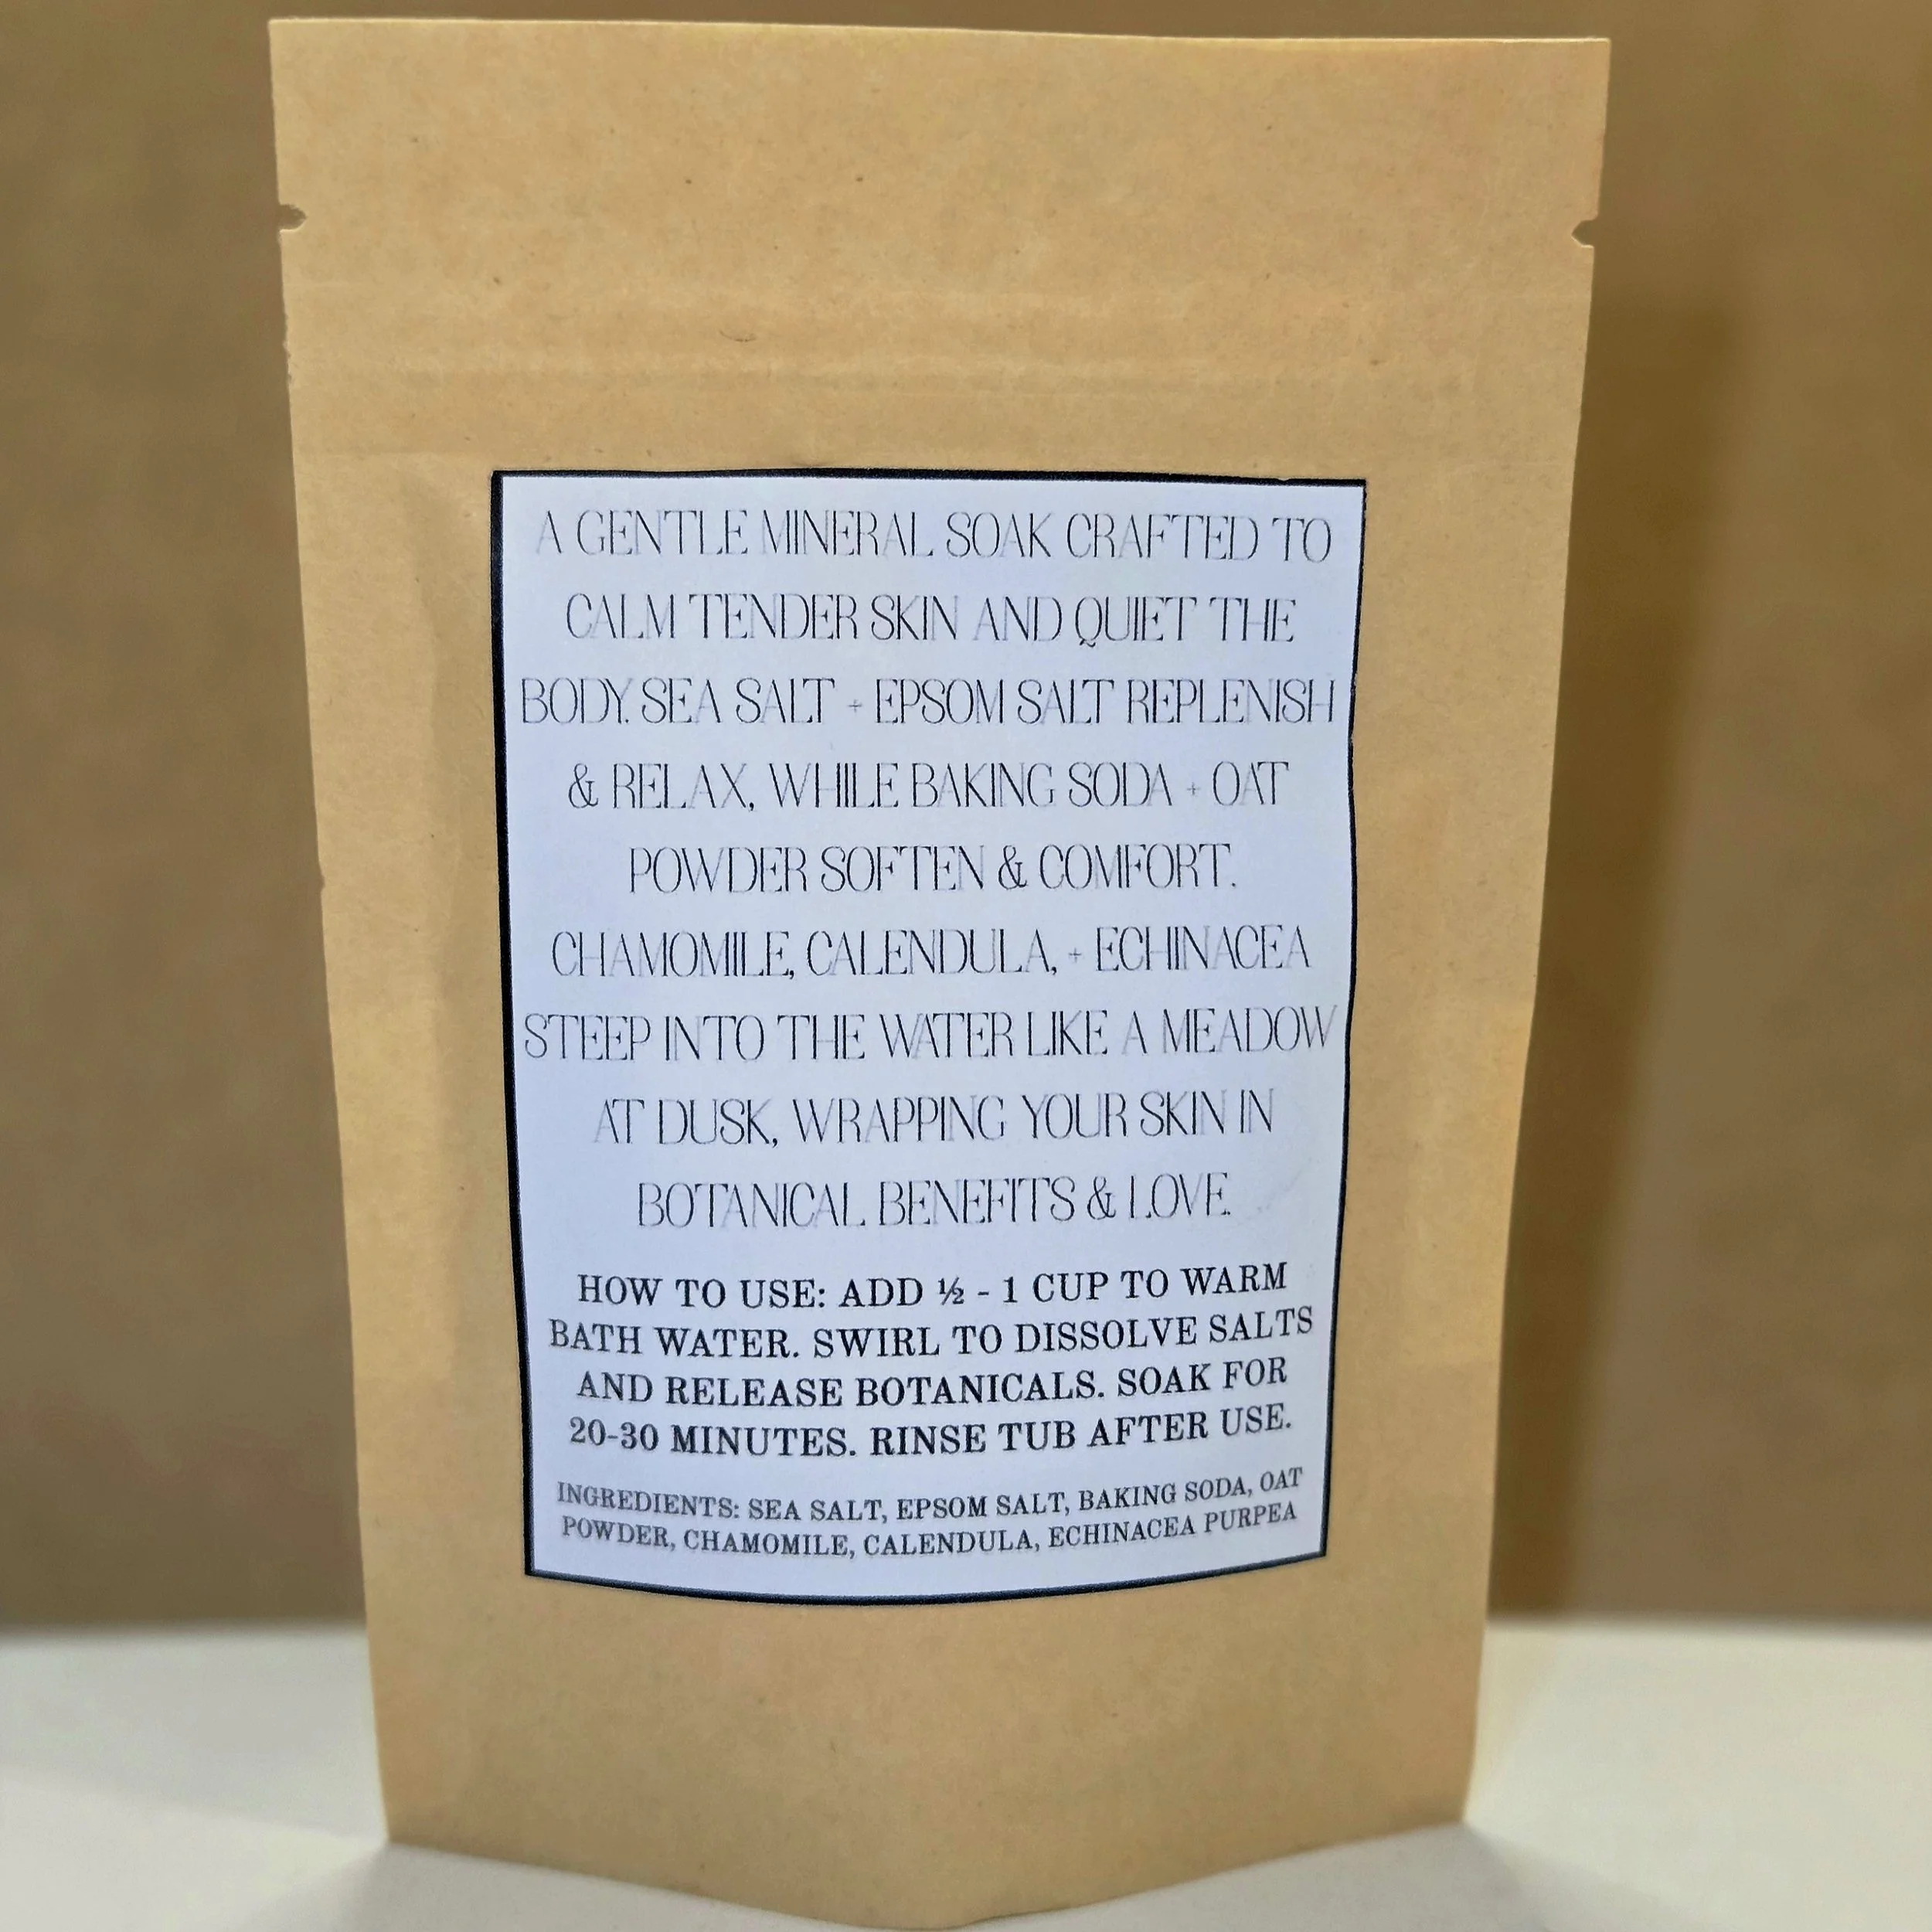 A GENTLE MINERAL SOAK CRAFTED TO
CALM TENDER SKIN AND QUIET THE
BODY. SEA SALT + EPSOM SALT REPLENISH
& RELAX, WHILE BAKING SODA + OAT
POWDER SOFTEN & COMFORT.
CHAMOMILE, CALENDULA, + ECHINACEA
STEEP INTO THE WATER LIKE A MEADOW
AT DUSK, WRAPPING YOUR SKIN IN
BOTANICAL BENEFITS & LOVE.
HOW TO USE: ADD ½ - 1 CUP TO WARM
BATH WATER. SWIRL TO DISSOLVE SALTS
AND RELEASE BOTANICALS. SOAK FOR
20-30 MINUTES. RINSE TUB AFTER USE.
INGREDIENTS: SEA SALT, EPSOM SALT, BAKING SODA, OAT
POWDER, CHAMOMILE, CALENDULA, ECHINACEA PURPEA